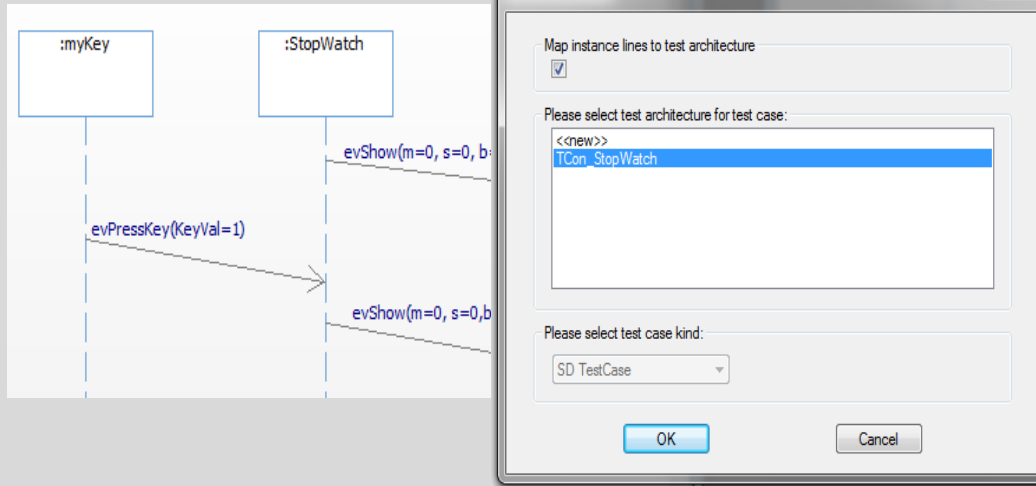 :myKey
:StopWatch
evShow(m=0, s=0, b=
evPressKey(KeyVal=1)
evShow(m=0, s=0,b
Map instance lines to test architecture
Please select test architecture for test case:
<<new>>
TCon_StopWatch
Please select test case kind:
SD TestCase
OK
Cancel